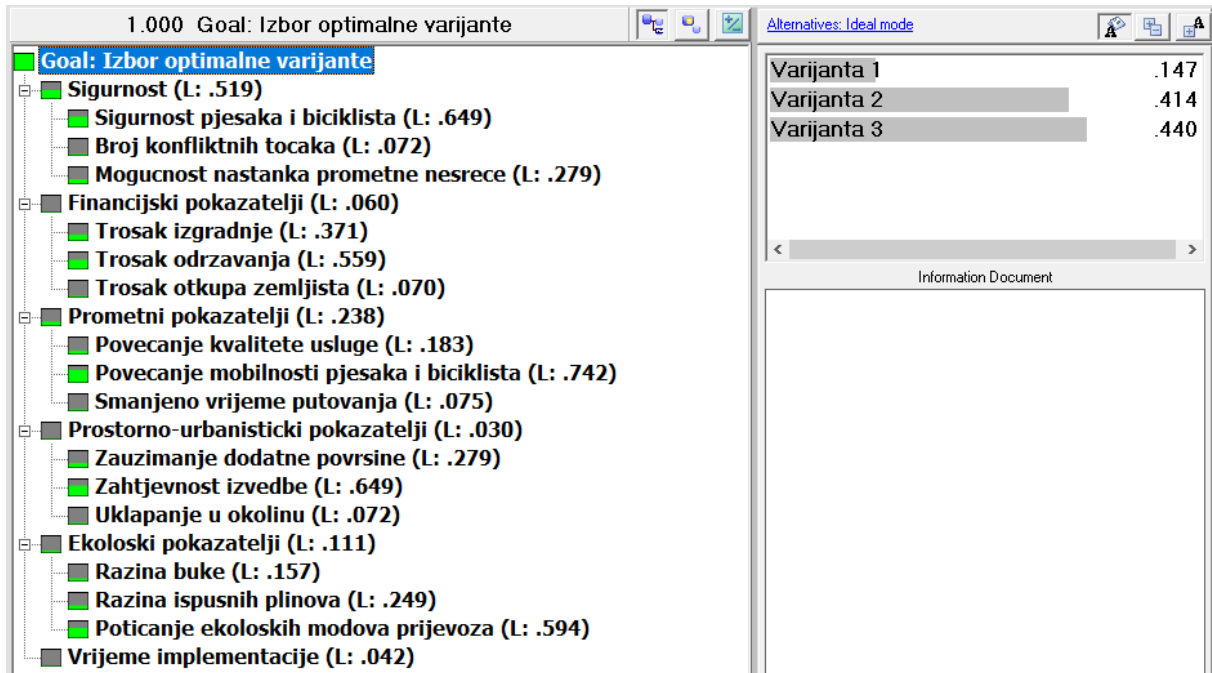 1.000 Goal: Izbor optimalne varijante
Goal: Izbor optimalne varijante
Sigurnost (L: .519)
Sigurnost pjesaka i biciklista (L: .649)
Broj konfliktnih tocaka (L: .072)
Mogucnost nastanka prometne nesrece (L: .279)
Financijski pokazatelji (L: .060)
Trosak izgradnje (L: .371)
Trosak odrzavanja (L: .559)
Trosak otkupa zemljista (L: .070)
Prometni pokazatelji (L: .238)
Povecanje kvalitete usluge (L: .183)
Povecanje mobilnosti pjesaka i biciklista (L: .742)
Smanjeno vrijeme putovanja (L: .075)
Prostorno-urbanisticki pokazatelji (L: .030)
Zauzimanje dodatne povrsine (L: .279)
Zahtjevnost izvedbe (L: .649)
Uklapanje u okolinu (L: .072)
Ekoloski pokazatelji (L: .111)
Razina buke (L: .157)
Razina ispusnih plinova (L: .249)
Poticanje ekoloskih modova prijevoza (L: .594)
Vrijeme implementacije (L: .042)
Alternatives: Ideal mode
Varijanta 1 .147
Varijanta 2 .414
Varijanta 3 .440
Information Document